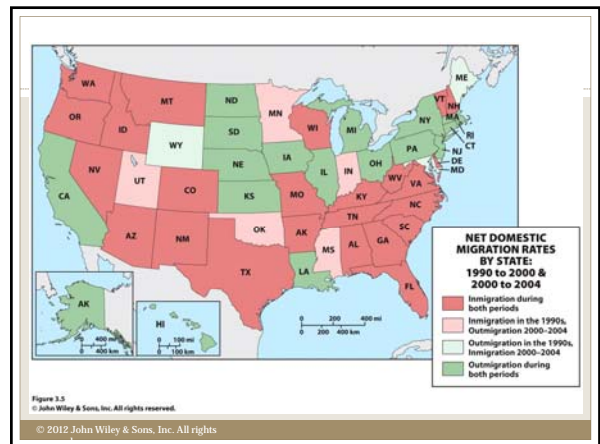 WA
MT
ND
MN
ME
VT
NH
OR
ID
WI
MA
NY
SD
MI
WY
RI
CT
PA
NJ
IA
NE
OH
DE
MD
NV
IL
IN
UT
WV
VA
CO
CA
KS
MO
KY
NC
TN
OK
SC
AZ
NM
AR
MS
AL
GA
TX
LA
FL
AK
0 400 mi
0 400 km
HI
0 100 mi
0 100 km
0 200 400 mi
0 200 400 km
NET DOMESTIC
MIGRATION RATES
BY STATE:
1990 to 2000 &
2000 to 2004
Inmigration during
both periods
Inmigration in the 1990s,
Outmigration 2000–2004
Outmigration in the 1990s,
Inmigration 2000–2004
Outmigration during
both periods
Figure 3.5
© John Wiley & Sons, Inc. All rights reserved.
© 2012 John Wiley & Sons, Inc. All rights